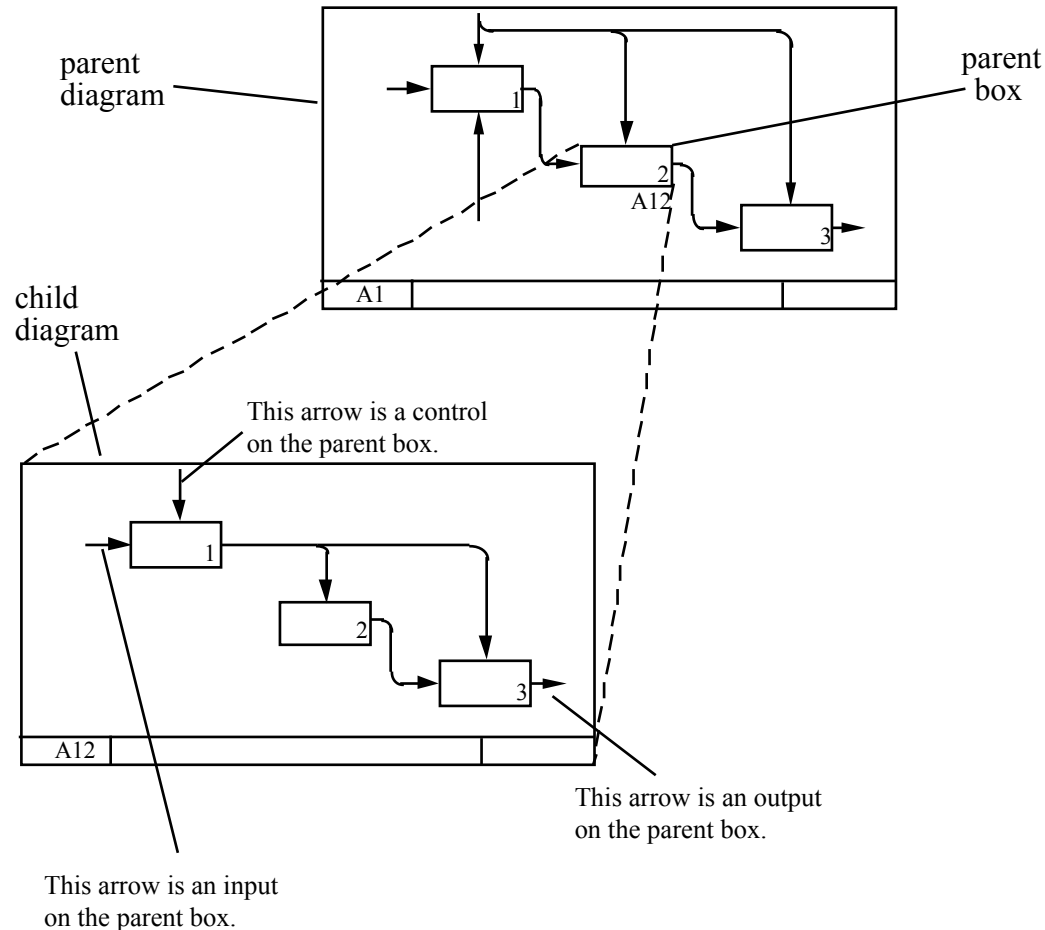 parent
diagram
parent
box
1
2
A12
3
A1
child
diagram
This arrow is a control
on the parent box.
1
2
3
A12
This arrow is an output
on the parent box.
This arrow is an input
on the parent box.